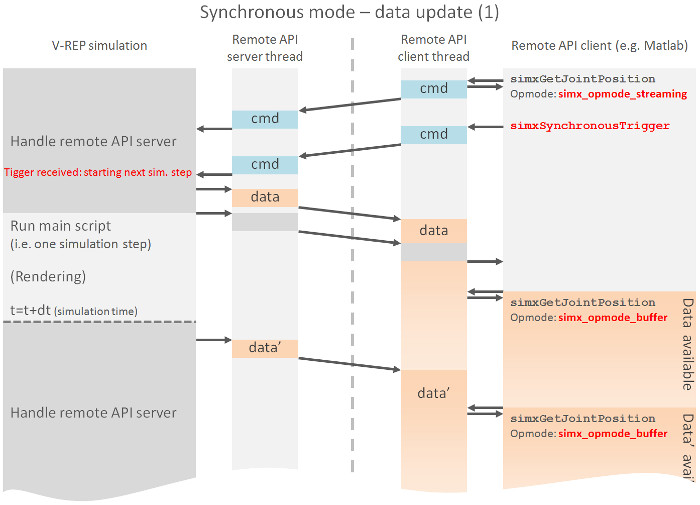 Synchronous mode – data update (1)
V-REP simulation
Remote API
server thread
Remote API
client thread
Remote API client (e.g. Matlab)
simxGetJointPosition
Opmode: simx_opmode_streaming
cmd
cmd
simxSynchronousTrigger
cmd
Handle remote API server
cmd
Tigger received: starting next sim. step
data
Run main script
(i.e. one simulation step)
data
(Rendering)
t=t+dt (simulation time)
simxGetJointPosition
Opmode: simx_opmode_buffer
Data available
data’
data’
Handle remote API server
simxGetJointPosition
Opmode: simx_opmode_buffer
Data’ avai’